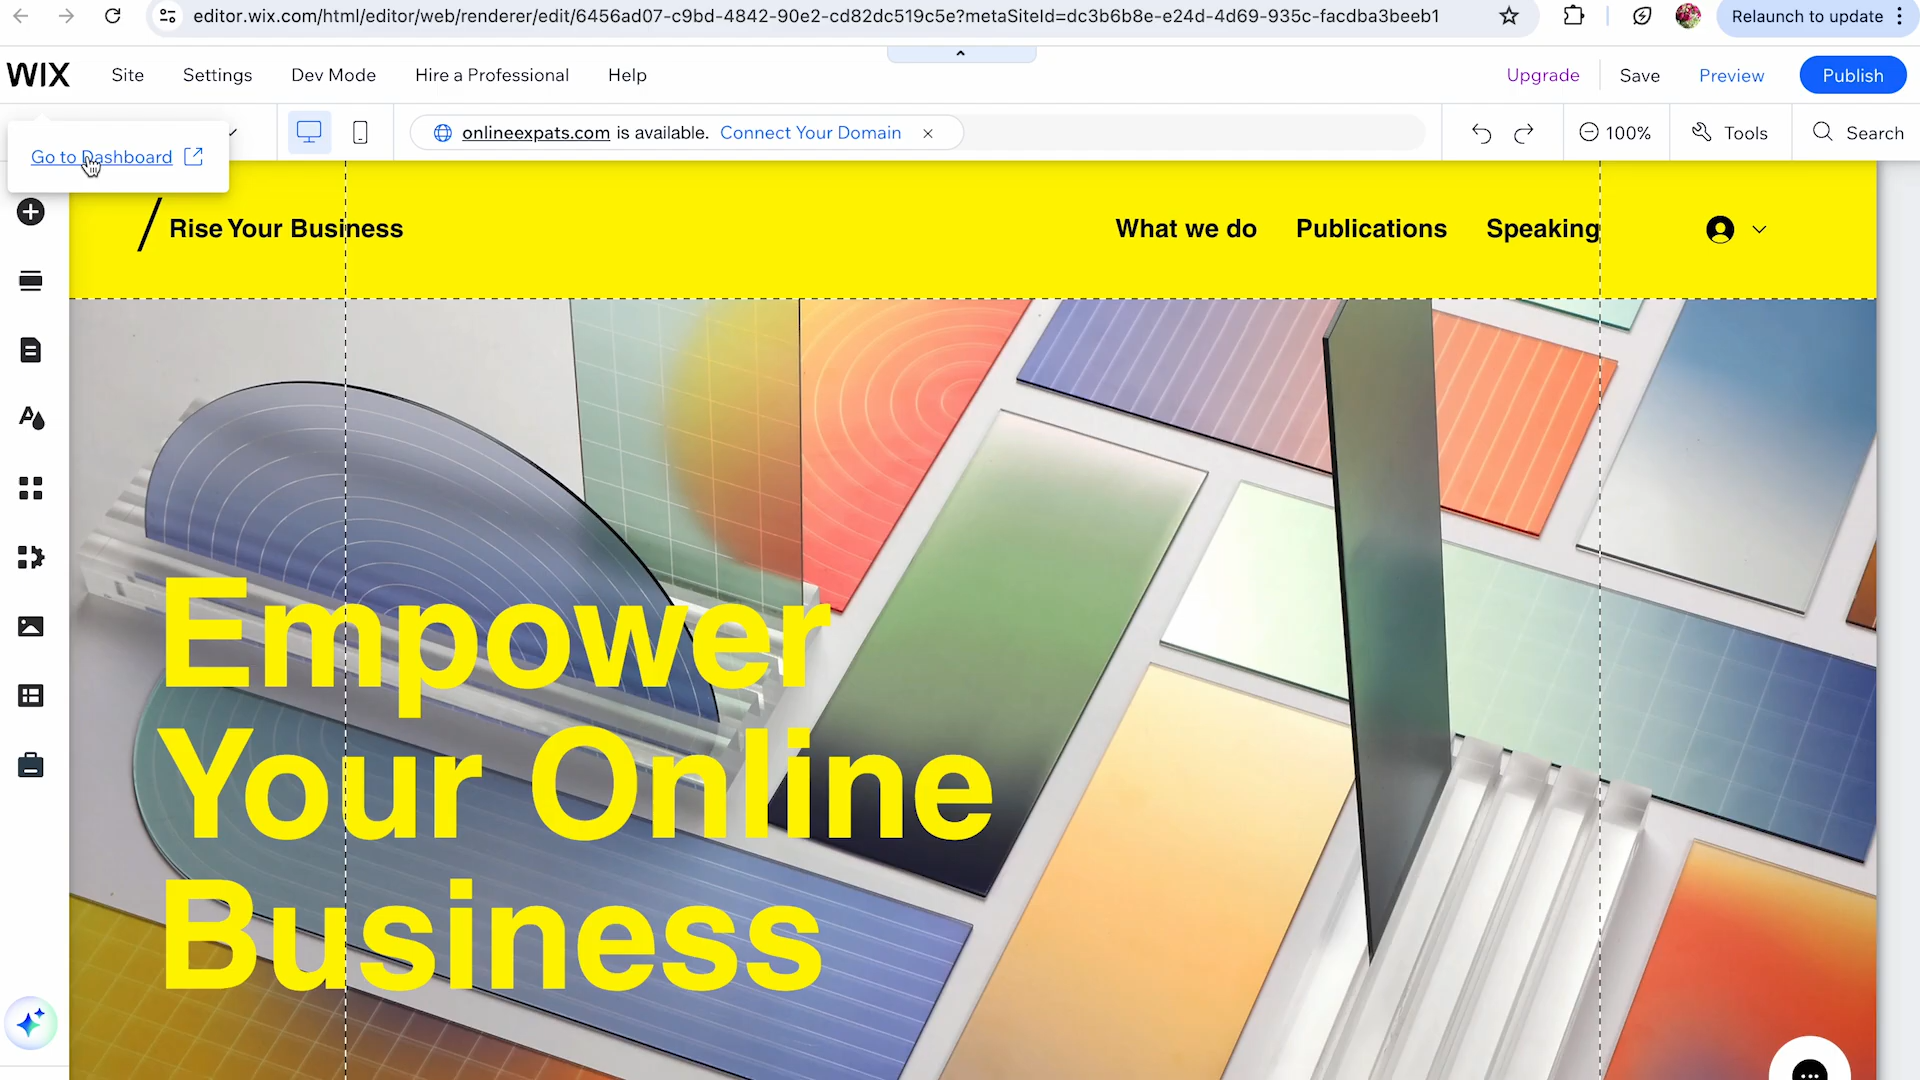 editor.wix.com/html/editor/web/renderer/edit/6456ad07-c9bd-4842-90e2-cd82dc519c5e?metaSiteId=dc3b6b8e-e24d-4d69-935c-facdba3beeb1
Relaunch to update
WIX
Site
Settings
Dev Mode
Hire a Professional
Help
Upgrade
Save
Preview
Publish
Go to Dashboard
onlineexpats.com is available. Connect Your Domain
100%
Tools
Search
Rise Your Business
What we do
Publications
Speaking
Empower
Your Online
Business